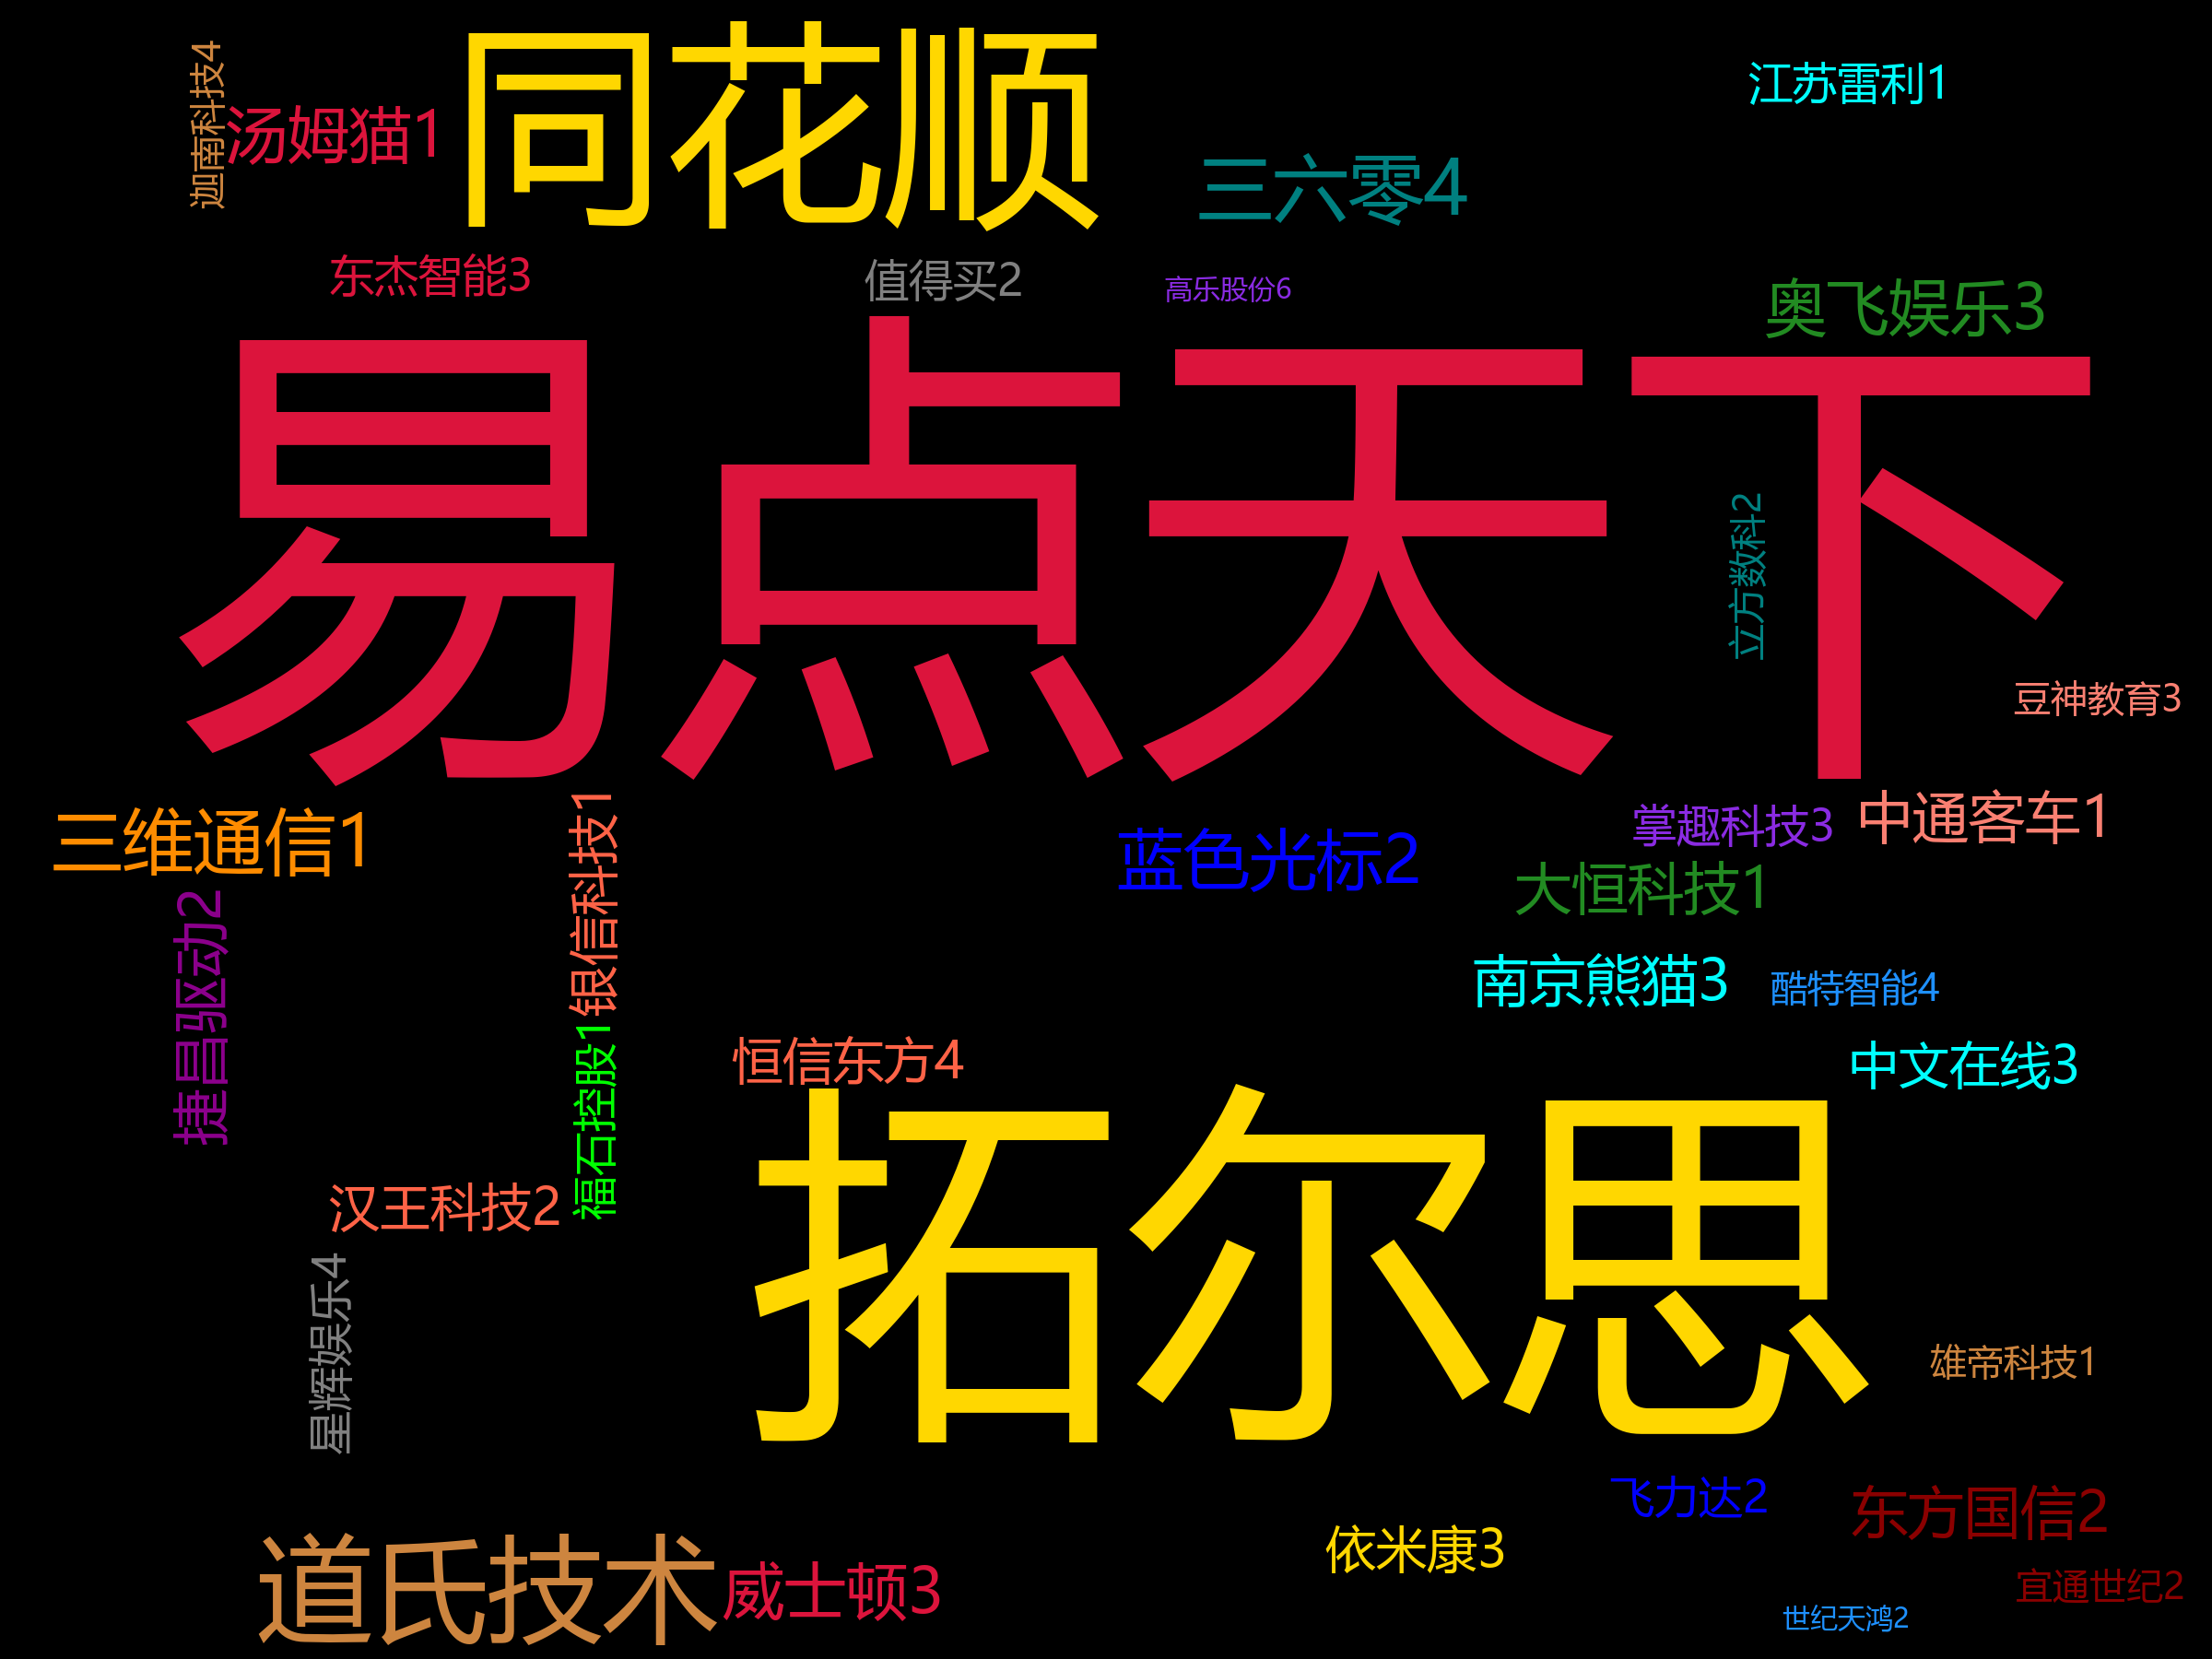 迦南科技4
汤姆猫1
同花顺
江苏雷利1
三六零4
东杰智能3
值得买2
高乐股份6
奥飞娱乐3
易点天下
立方数科2
豆神教育3
三维通信1
银信科技1
蓝色光标2
掌趣科技3
中通客车1
大恒科技1
捷昌驱动2
南京熊猫3
酷特智能4
福石控股1
恒信东方4
中文在线3
拓尔思
汉王科技2
星辉娱乐4
维帝科技1
飞力达2
东方国信2
道氏技术
威士顿3
依米康3
宜通世纪2
世纪天鸿2